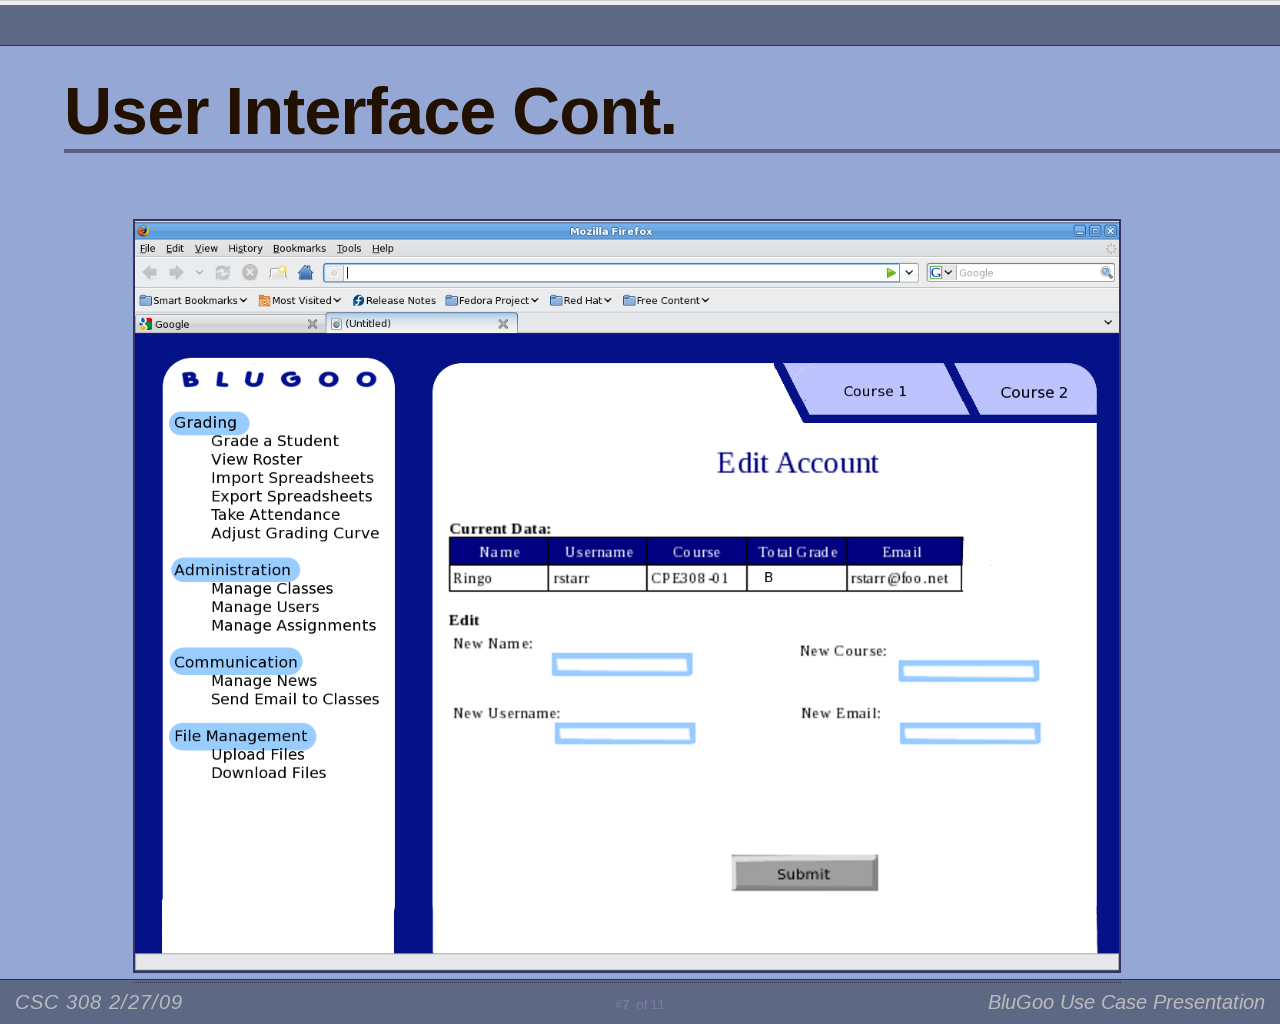 User Interface Cont.
Mozilla Firefox
File Edit View History Bookmarks Tools Help
G Google
Smart Bookmarks Most Visited Release Notes Fedora Project Red Hat Free Content
Google (Untitled)
BLUGOO
Grading
Grade a Student
View Roster
Import Spreadsheets
Export Spreadsheets
Take Attendance
Adjust Grading Curve
Administration
Manage Classes
Manage Users
Manage Assignments
Communication
Manage News
Send Email to Classes
File Management
Upload Files
Download Files
Course 1 Course 2
Edit Account
Current Data:
Name Username Course Total Grade Email
Ringo rstarr CPE308-01 B rstarr@foo.net
Edit
New Name: New Course:
New Username: New Email:
Submit
CSC 308 2/27/09 #7 of 11 BluGoo Use Case Presentation